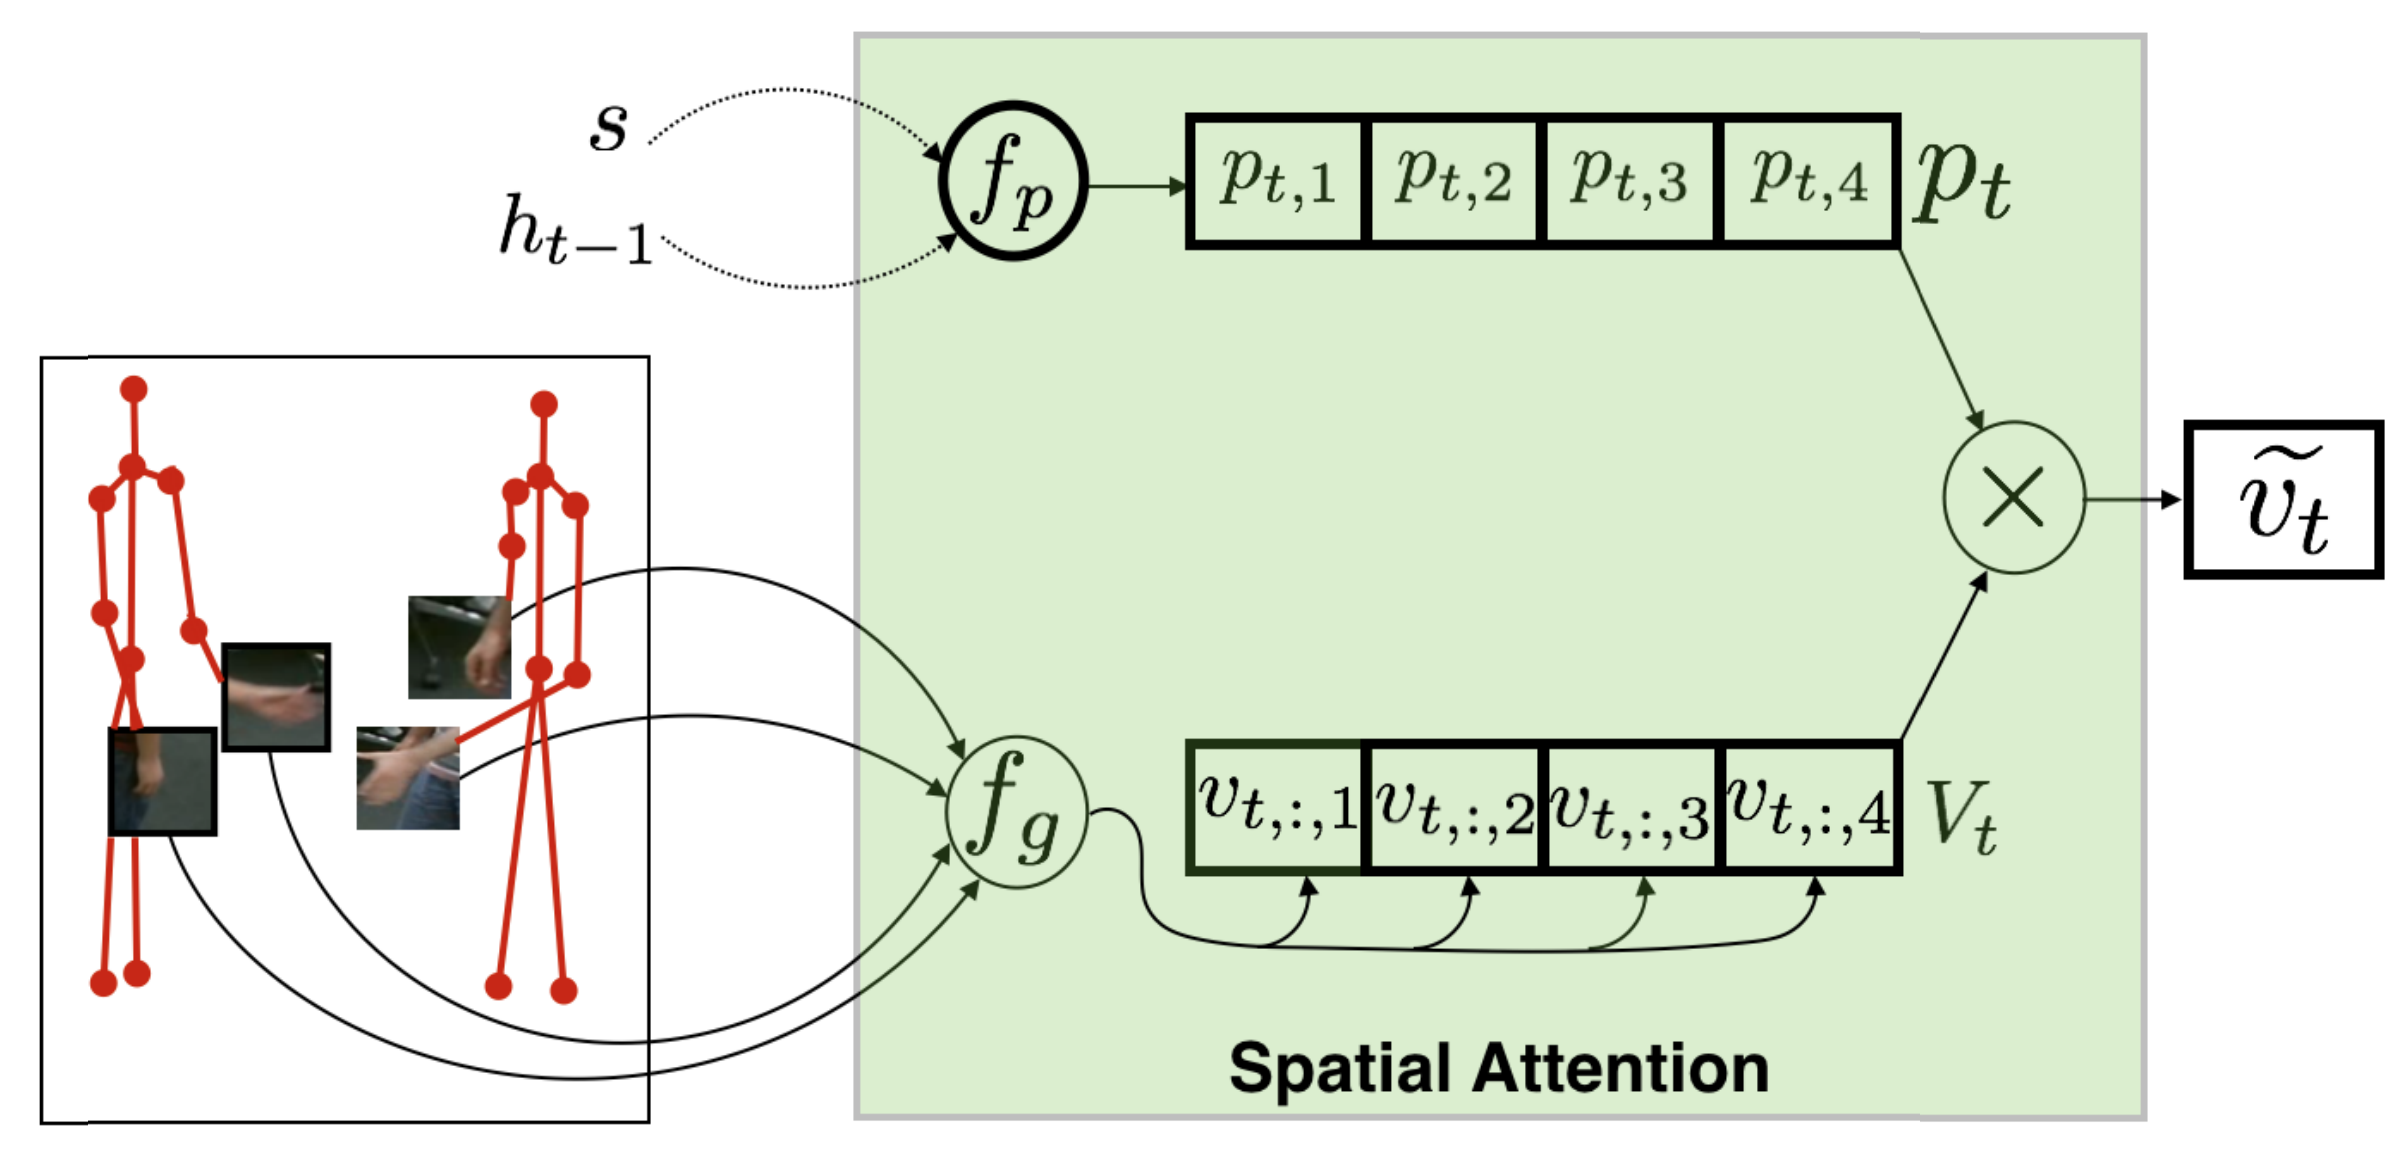 s
h_{t-1}
f_p
p_{t,1} p_{t,2} p_{t,3} p_{t,4} p_t
×
\widetilde{v}_t
f_g
v_{t,:,1} v_{t,:,2} v_{t,:,3} v_{t,:,4} V_t
Spatial Attention